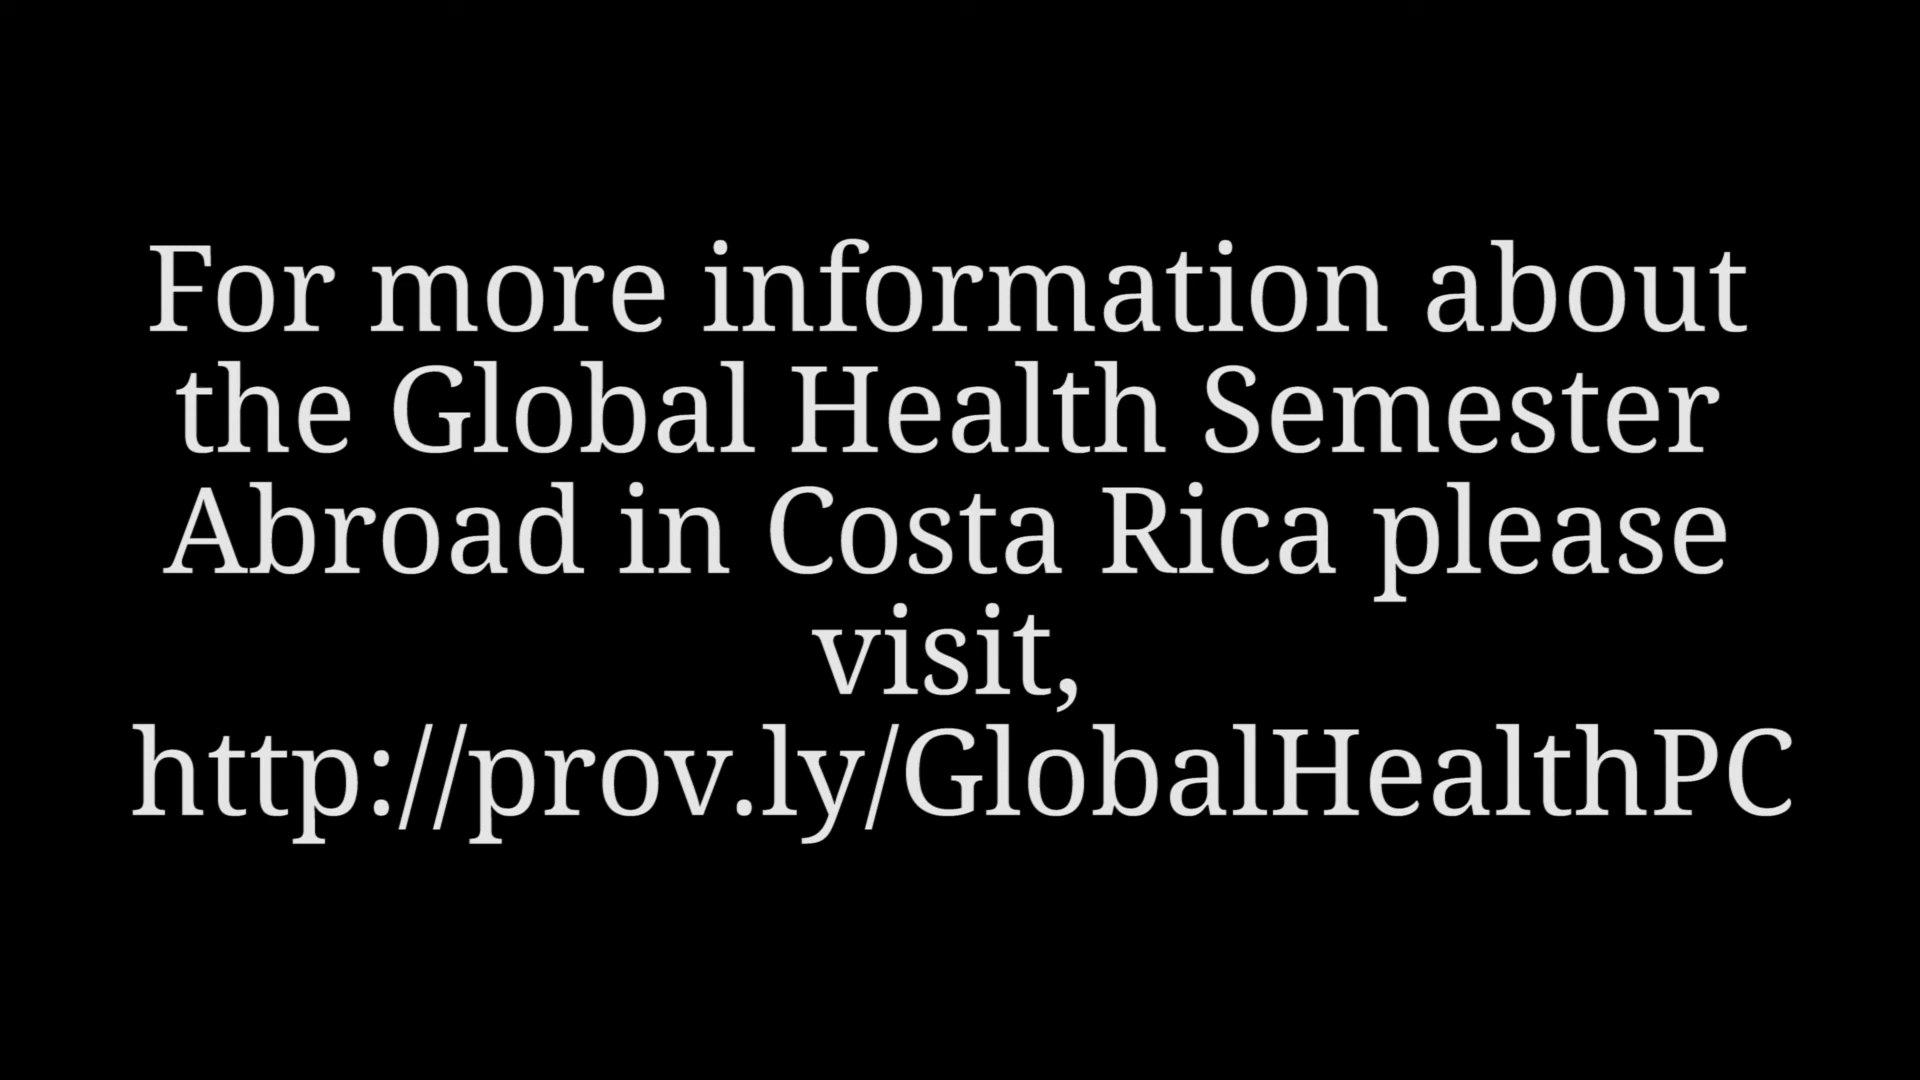 For more information about
the Global Health Semester
Abroad in Costa Rica please
visit,
http://prov.ly/GlobalHealthPC